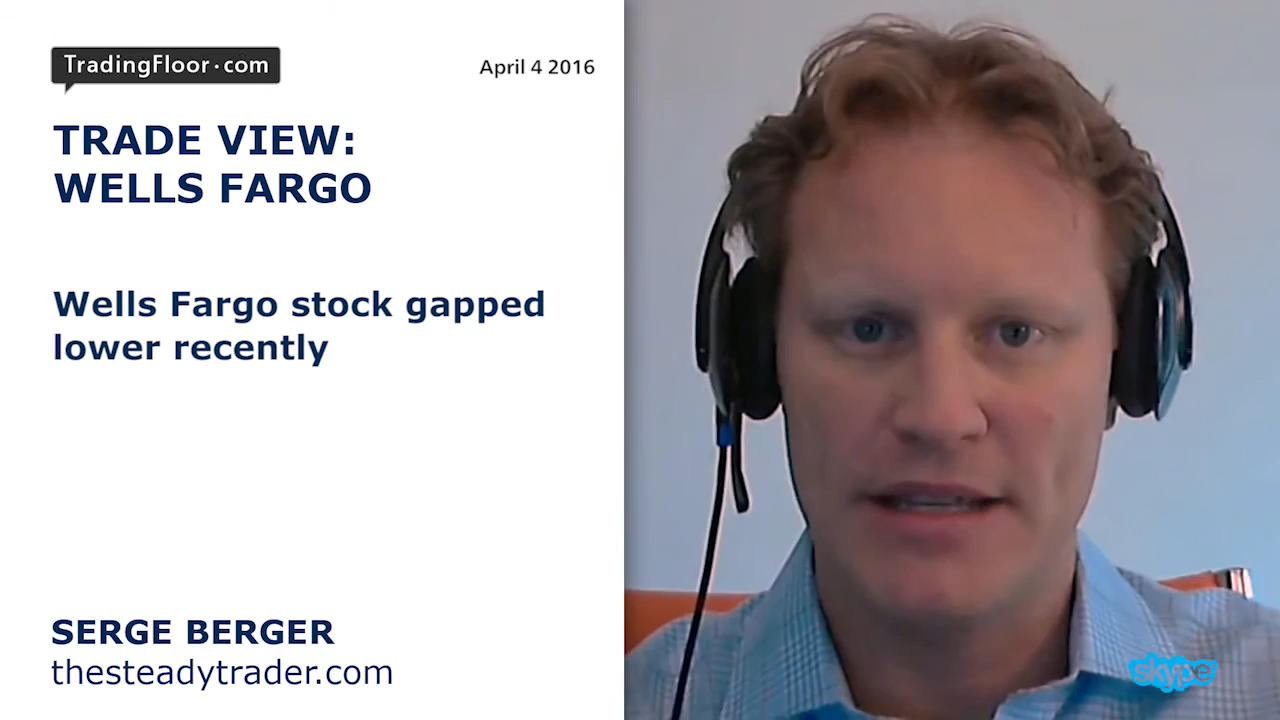 TradingFloor·com
April 4 2016
TRADE VIEW:
WELLS FARGO
Wells Fargo stock gapped
lower recently
SERGE BERGER
thesteadytrader.com
skype